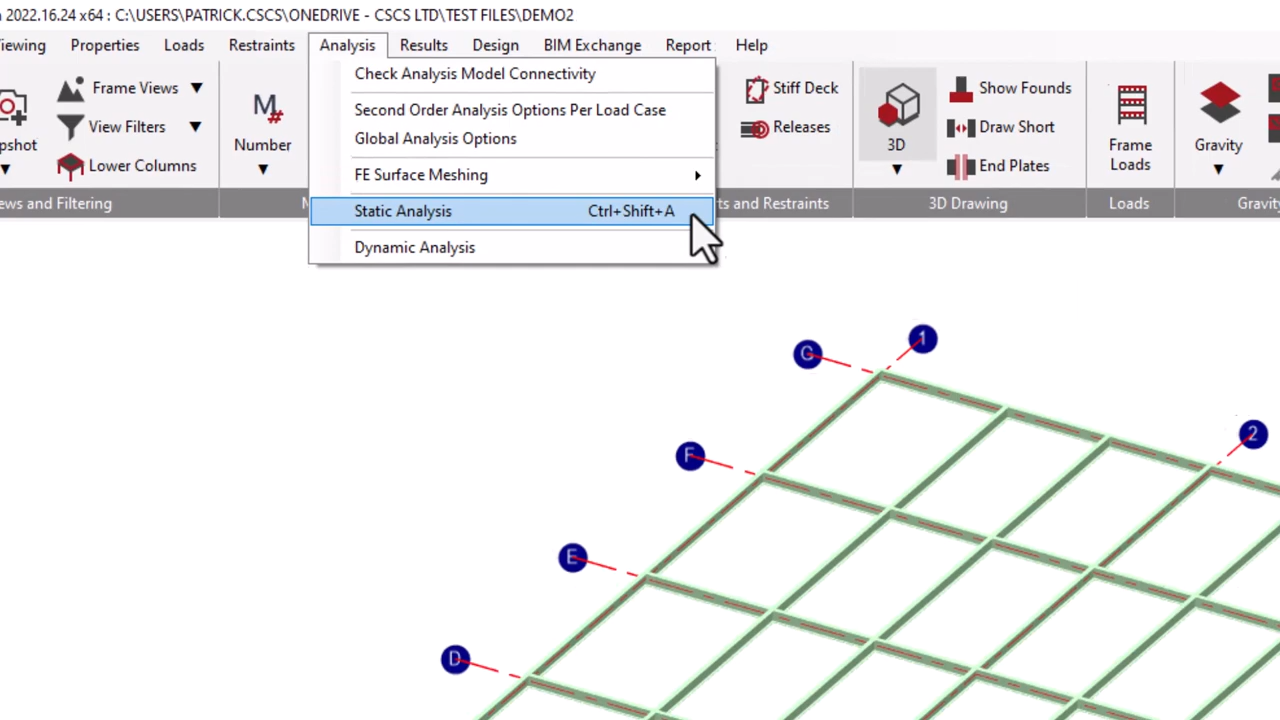 2022.16.24 x64 : C:\USERS\PATRICK.CSCS\ONEDRIVE - CSCS LTD\TEST FILES\DEMO2
iewing Properties Loads Restraints Analysis Results Design BIM Exchange Report Help
Check Analysis Model Connectivity
Second Order Analysis Options Per Load Case
Global Analysis Options
FE Surface Meshing
Static Analysis Ctrl+Shift+A
Dynamic Analysis
Frame Views
View Filters
Lower Columns
pshot
ews and Filtering
M#
Number
Stiff Deck
Releases
ts and Restraints
3D
Show Founds
Draw Short
End Plates
3D Drawing
Frame
Loads
Loads
Gravity
Gravity
G
1
F
2
E
D